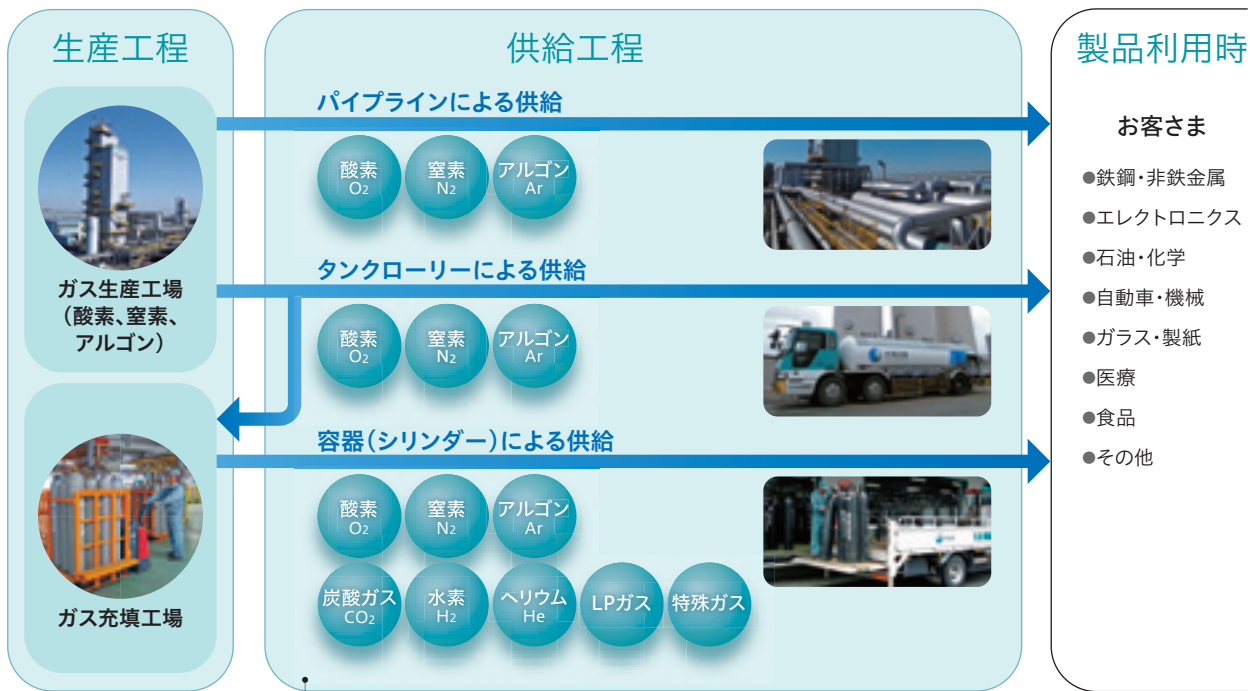 生産工程
ガス生産工場
（酸素、窒素、
アルゴン）
ガス充填工場
供給工程
パイプラインによる供給
酸素
O2
窒素
N2
アルゴン
Ar
タンクローリーによる供給
酸素
O2
窒素
N2
アルゴン
Ar
容器（シリンダー）による供給
酸素
O2
窒素
N2
アルゴン
Ar
炭酸ガス
CO2
水素
H2
ヘリウム
He
LPガス
特殊ガス
製品利用時
お客さま
●鉄鋼・非鉄金属
●エレクトロニクス
●石油・化学
●自動車・機械
●ガラス・製紙
●医療
●食品
●その他